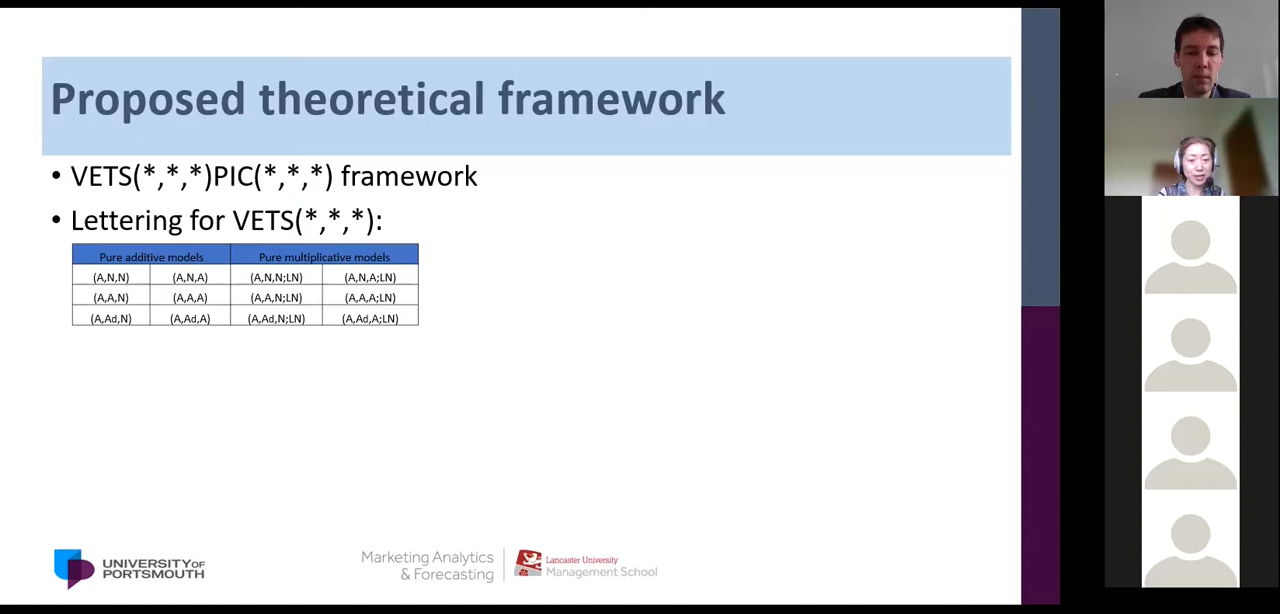 Proposed theoretical framework
• VETS(*,*,*)PIC(*,*,*) framework
• Lettering for VETS(*,*,*):
Pure additive models Pure multiplicative models
(A,N,N) (A,N,A) (A,N,N;LN) (A,N,A;LN)
(A,A,N) (A,A,A) (A,A,N;LN) (A,A,A;LN)
(A,Ad,N) (A,Ad,A) (A,Ad,N;LN) (A,Ad,A;LN)
UNIVERSITY OF
PORTSMOUTH
Marketing Analytics
& Forecasting
Lancaster University
Management School